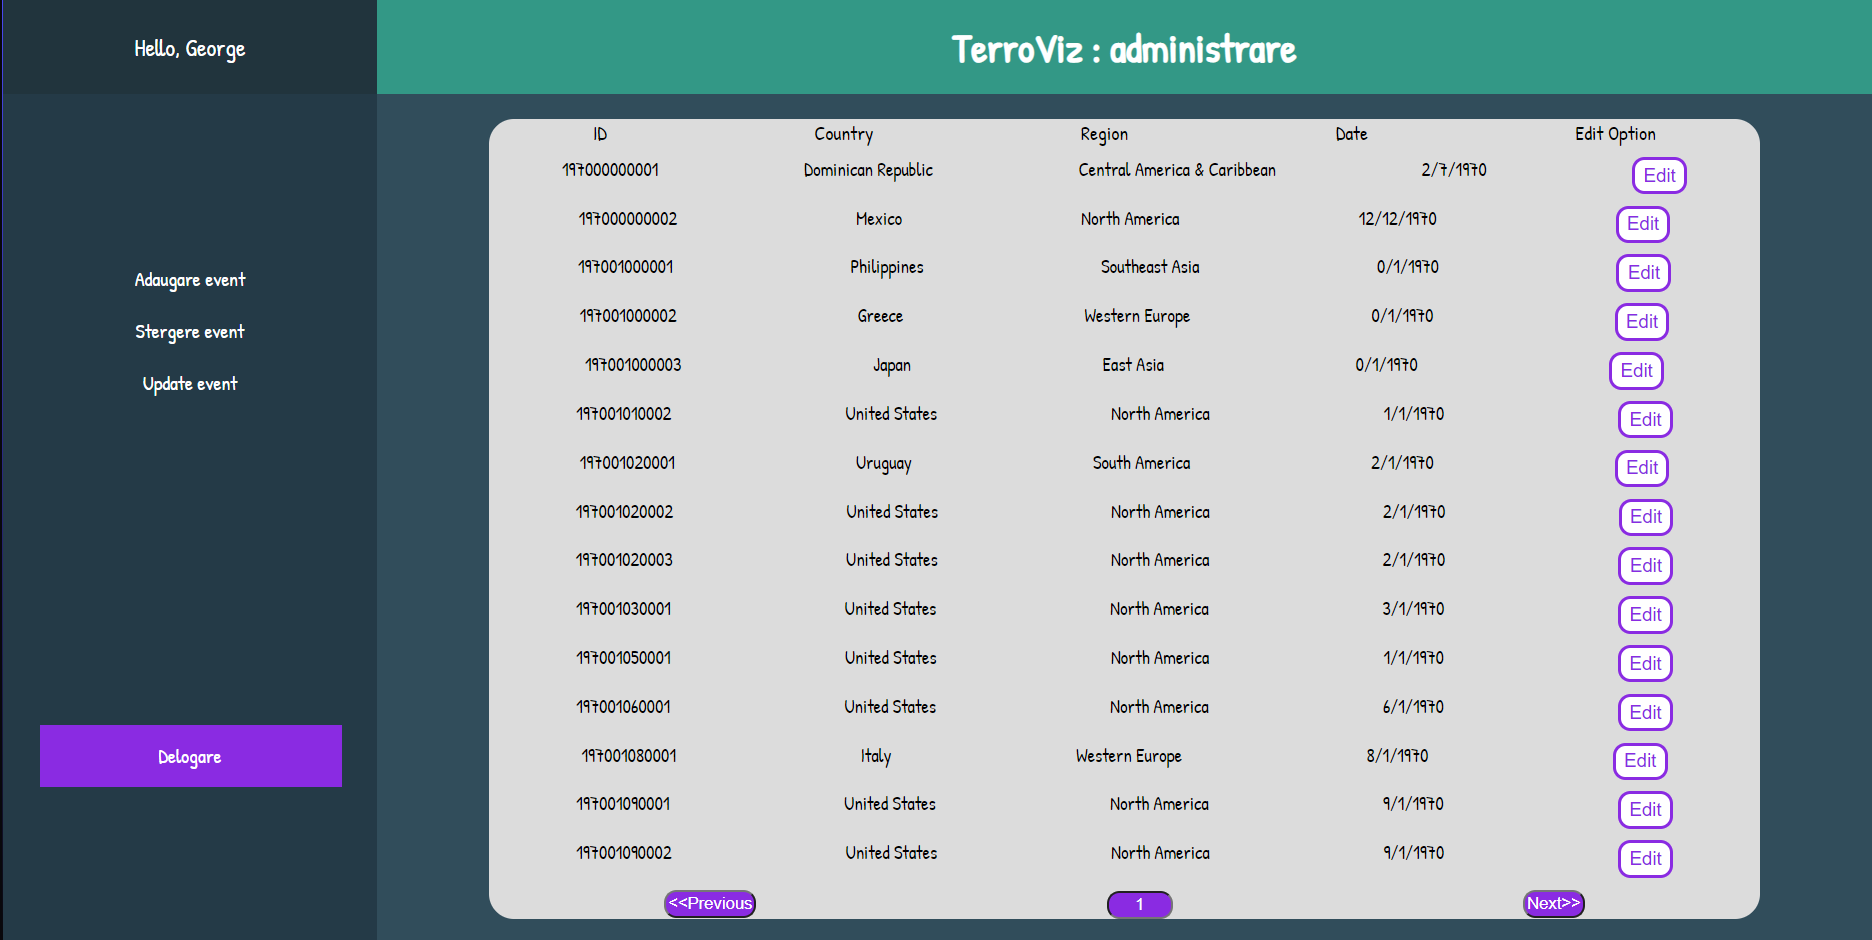 Hello, George
TerroViz : administrare
Adaugare event
Stergere event
Update event
Delogare
ID Country Region Date Edit Option
197000000001 Dominican Republic Central America & Caribbean 2/7/1970 Edit
197000000002 Mexico North America 12/12/1970 Edit
197001000001 Philippines Southeast Asia 0/1/1970 Edit
197001000002 Greece Western Europe 0/1/1970 Edit
197001000003 Japan East Asia 0/1/1970 Edit
197001010002 United States North America 1/1/1970 Edit
197001020001 Uruguay South America 2/1/1970 Edit
197001020002 United States North America 2/1/1970 Edit
197001020003 United States North America 2/1/1970 Edit
197001030001 United States North America 3/1/1970 Edit
197001050001 United States North America 1/1/1970 Edit
197001060001 United States North America 6/1/1970 Edit
197001080001 Italy Western Europe 8/1/1970 Edit
197001090001 United States North America 9/1/1970 Edit
197001090002 United States North America 9/1/1970 Edit
<<Previous 1 Next>>